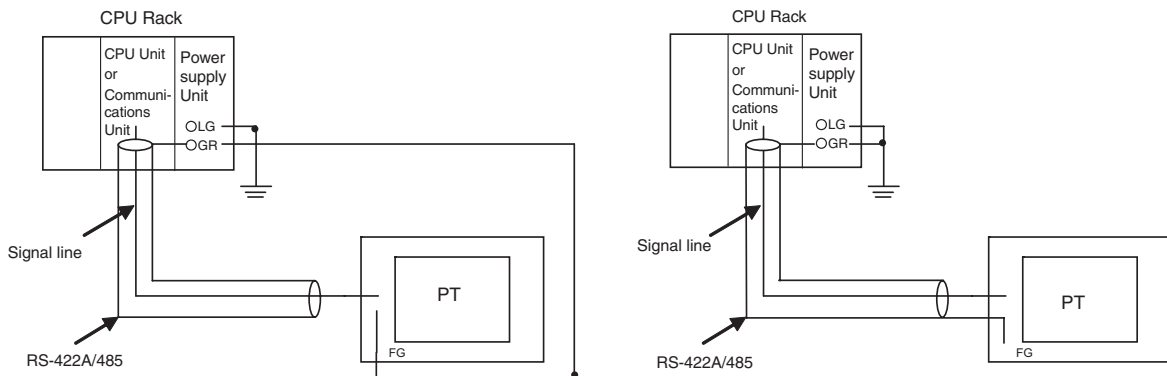 CPU Rack
CPU Unit
or
Communi-
cations
Unit
Power
supply
Unit
LG
GR
Signal line
PT
FG
RS-422A/485
CPU Rack
CPU Unit
or
Communi-
cations
Unit
Power
supply
Unit
LG
GR
Signal line
PT
FG
RS-422A/485